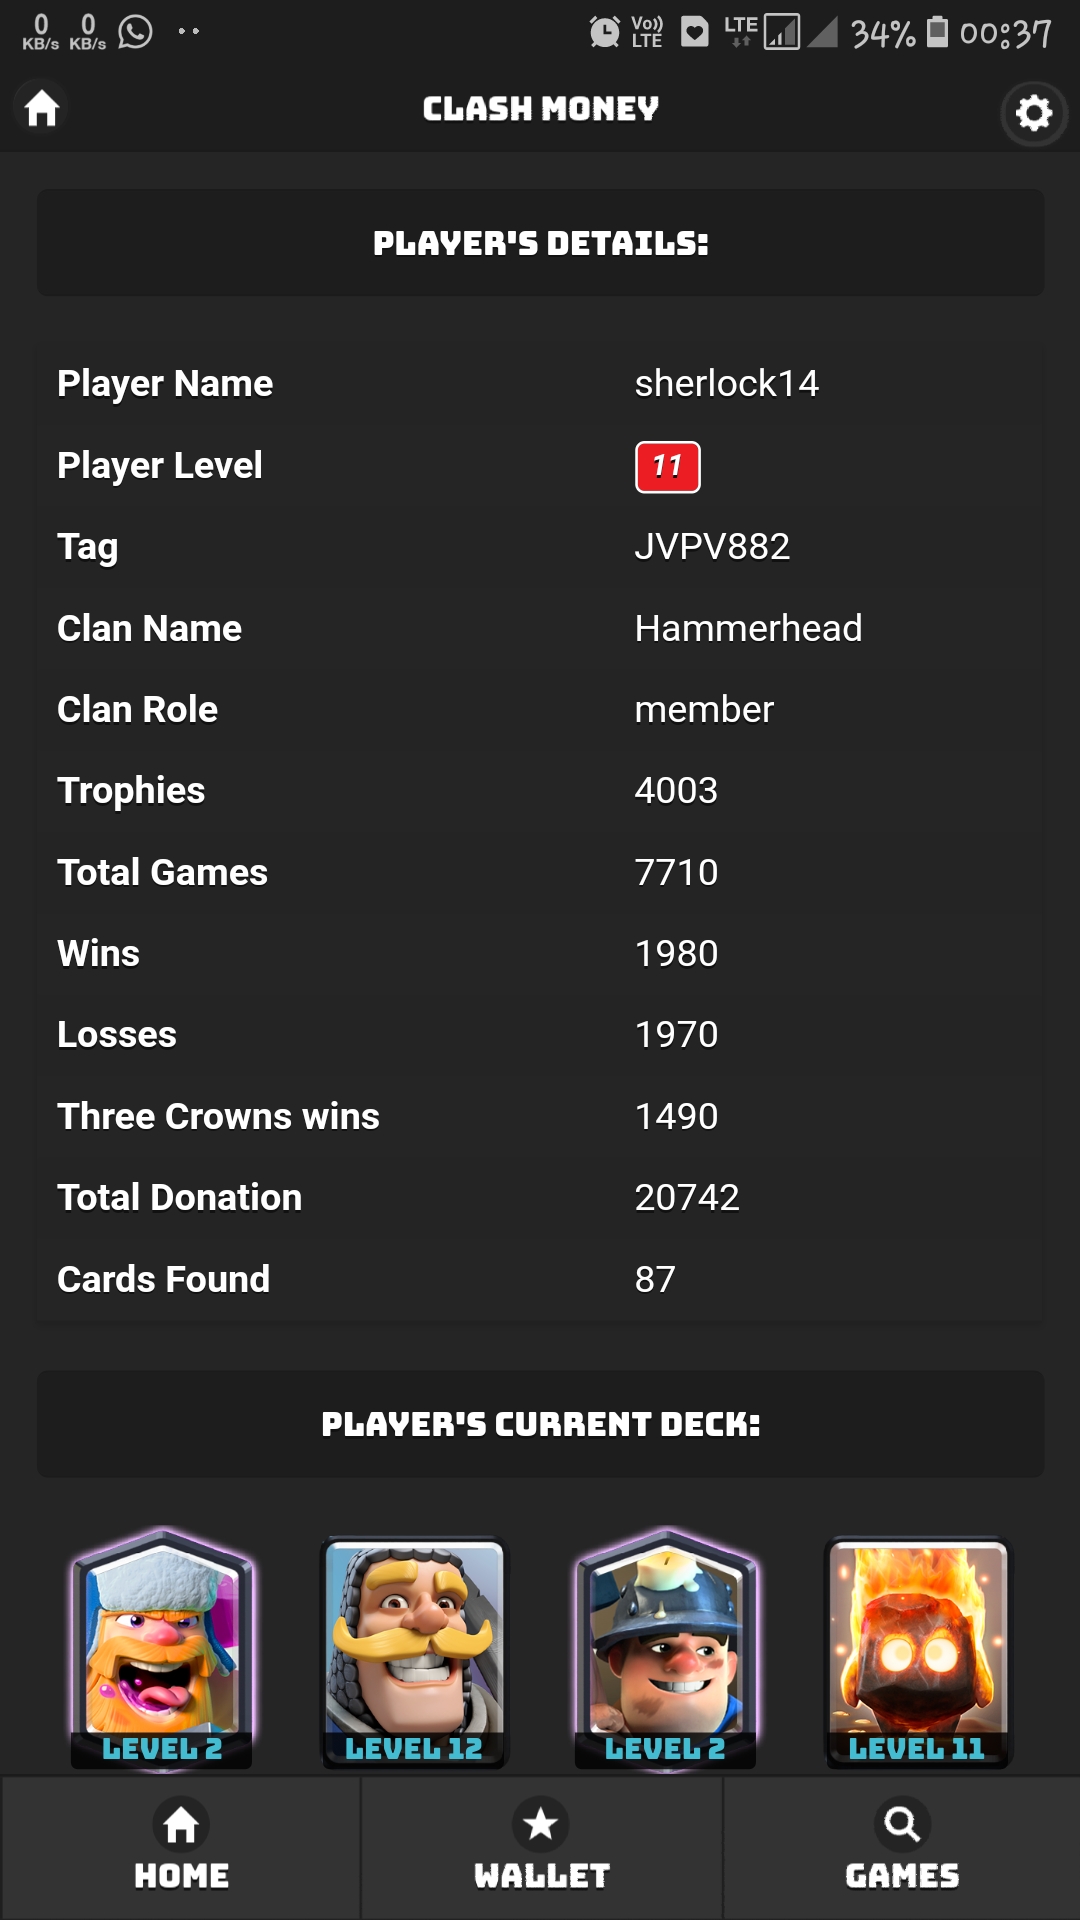 0 KB/s 0 KB/s Vo)) LTE LTE 34% 00:37
CLASH MONEY
PLAYER'S DETAILS:
Player Name sherlock14
Player Level 11
Tag JVPV882
Clan Name Hammerhead
Clan Role member
Trophies 4003
Total Games 7710
Wins 1980
Losses 1970
Three Crowns wins 1490
Total Donation 20742
Cards Found 87
PLAYER'S CURRENT DECK:
LEVEL 2 LEVEL 12 LEVEL 2 LEVEL 11
HOME WALLET GAMES